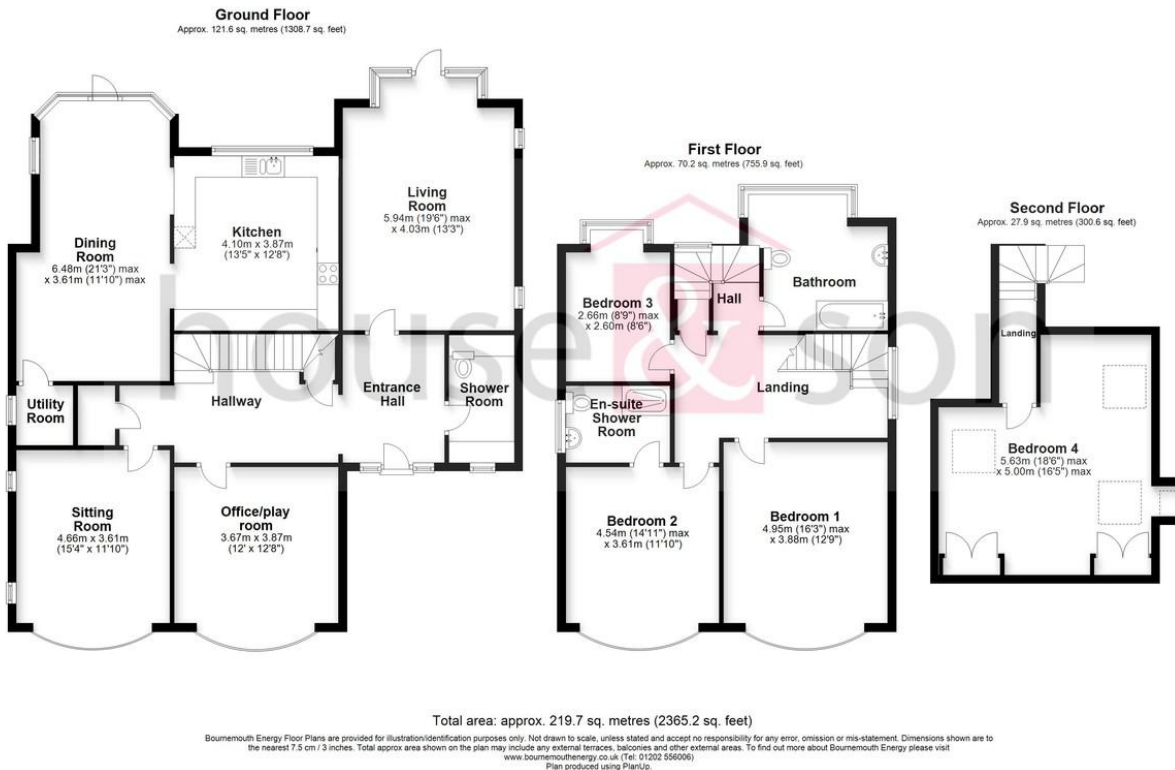 Ground Floor
Approx. 121.6 sq. metres (1308.7 sq. feet)
Dining
Room
6.48m (21'3") max
x 3.61m (11'10") max
Kitchen
4.10m x 3.87m
(13'5" x 12'8")
Living
Room
5.94m (19'6") max
x 4.03m (13'3")
Utility
Room
Hallway
Entrance
Hall
Shower
Room
Sitting
Room
4.66m x 3.61m
(15'4" x 11'10")
Office/play
room
3.67m x 3.87m
(12' x 12'8")
First Floor
Approx. 70.2 sq. metres (755.9 sq. feet)
Bedroom 3
2.66m (8'9") max
x 2.60m (8'6")
Hall
Bathroom
En-suite
Shower
Room
Landing
Bedroom 2
4.54m (14'11") max
x 3.61m (11'10")
Bedroom 1
4.95m (16'3") max
x 3.88m (12'9")
Second Floor
Approx. 27.9 sq. metres (300.6 sq. feet)
Landing
Bedroom 4
5.63m (18'6") max
x 5.00m (16'5") max
house & son
Total area: approx. 219.7 sq. metres (2365.2 sq. feet)
Bournemouth Energy Floor Plans are provided for illustration/identification purposes only. Not drawn to scale, unless stated and accept no responsibility for any error, omission or mis-statement. Dimensions shown are to
the nearest 7.5 cm / 3 inches. Total approx area shown on the plan may include any external terraces, balconies and other external areas. To find out more about Bournemouth Energy please visit
www.bournemouthenergy.co.uk (Tel: 01202 556006)
Plan produced using PlanUp.